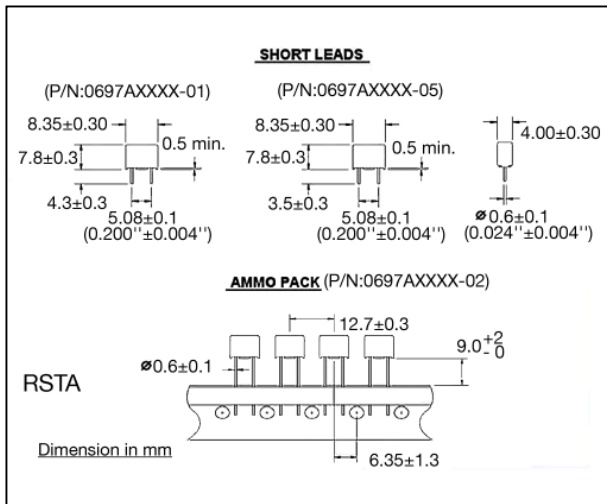 SHORT LEADS
(P/N:0697AXXXX-01)
(P/N:0697AXXXX-05)
8.35±0.30
0.5 min.
7.8±0.3
4.3±0.3
5.08±0.1
(0.200"±0.004")
8.35±0.30
0.5 min.
7.8±0.3
3.5±0.3
5.08±0.1
(0.200"±0.004")
4.00±0.30
ø0.6±0.1
(0.024"±0.004")
AMMO PACK (P/N:0697AXXXX-02)
12.7±0.3
ø0.6±0.1
9.0+2-0
RSTA
6.35±1.3
Dimension in mm